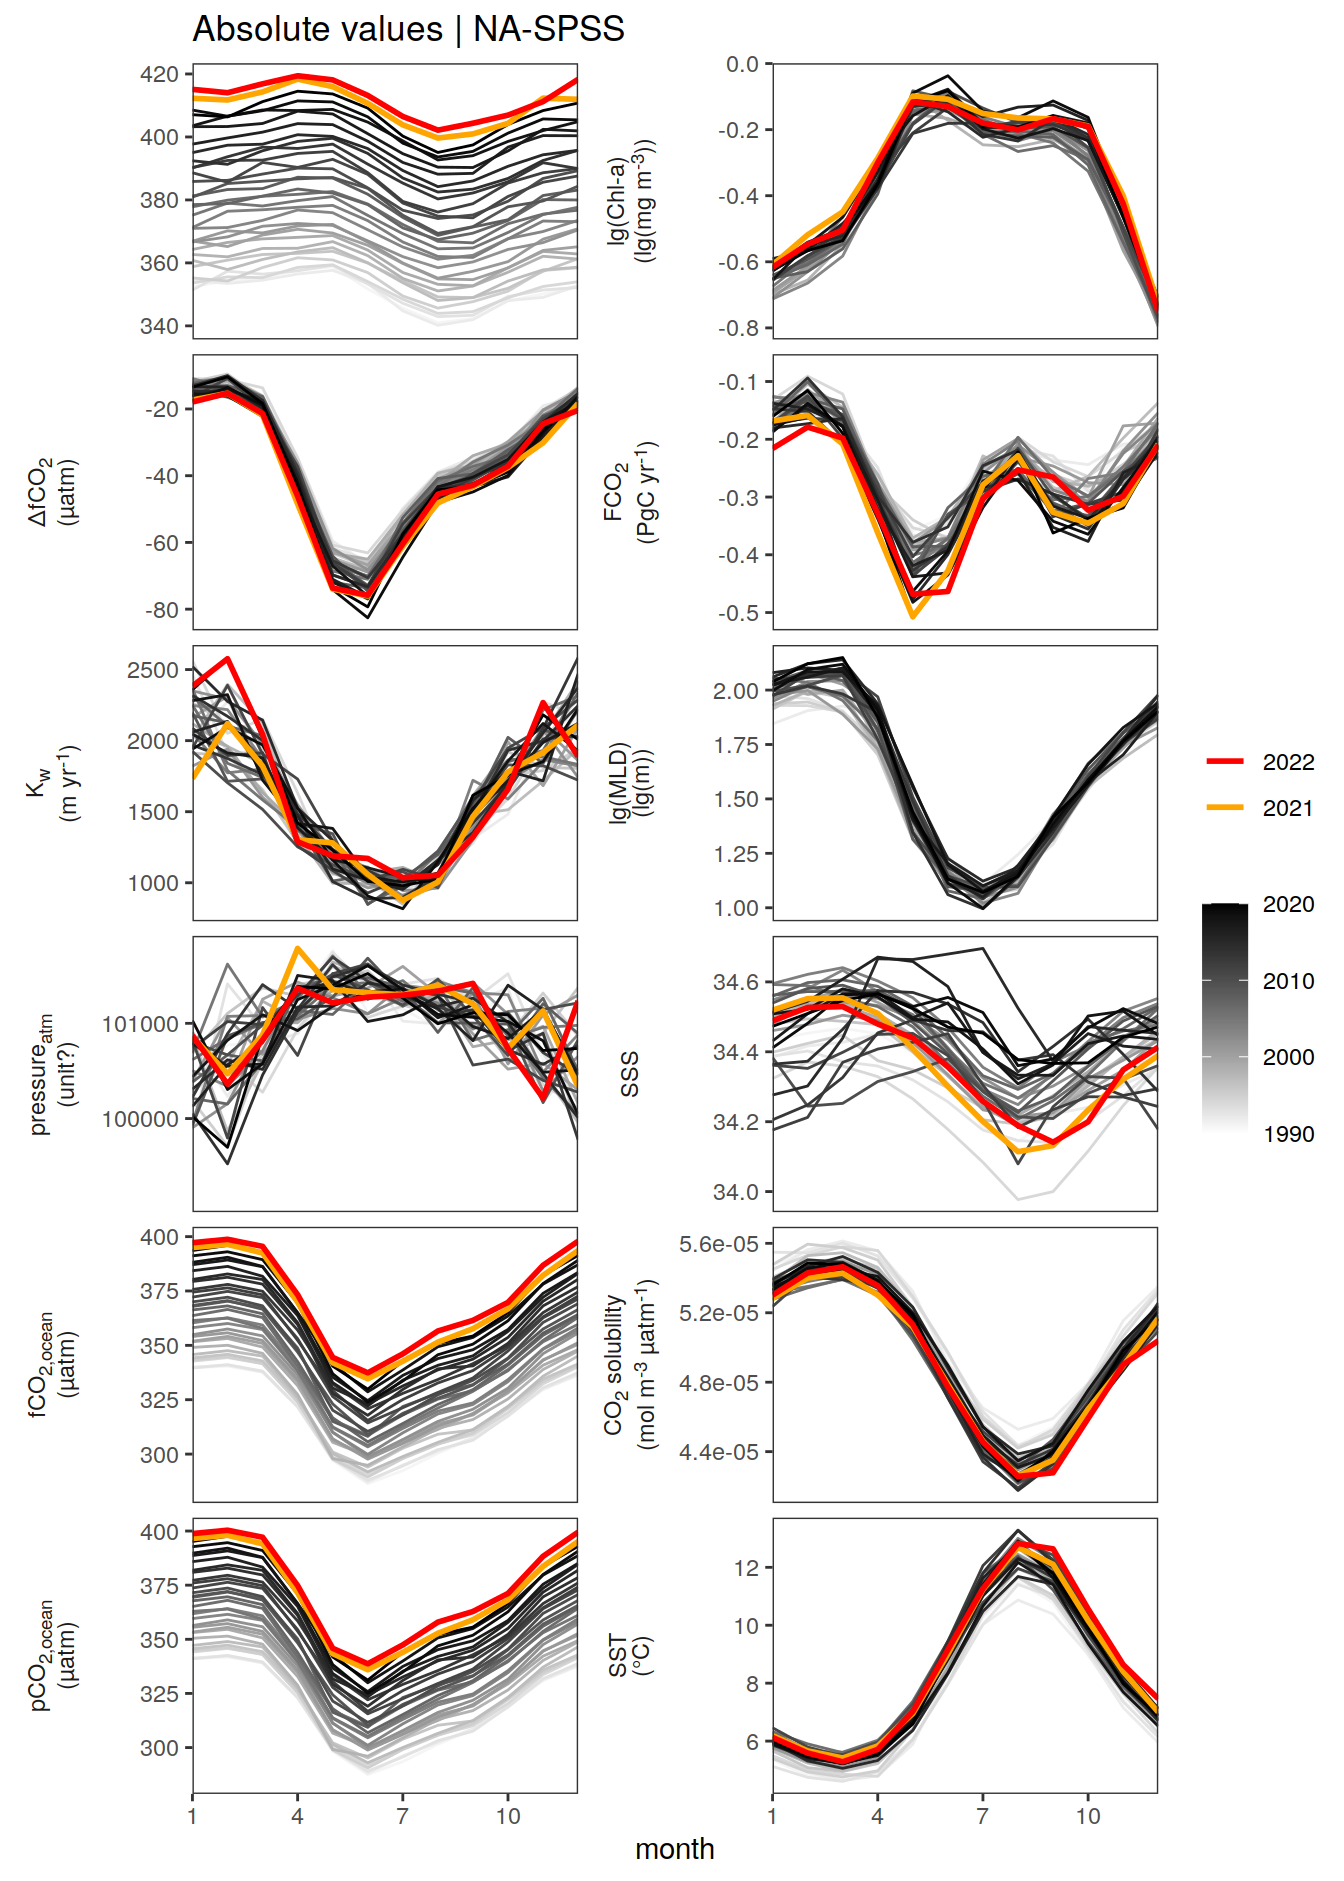 Absolute values | NA-SPSS
420
400
380
360
340
lg(Chl-a)
(lg(mg m⁻³))
0.0
-0.2
-0.4
-0.6
-0.8
ΔfCO₂
(µatm)
-20
-40
-60
-80
FCO₂
(PgC yr⁻¹)
-0.1
-0.2
-0.3
-0.4
-0.5
Kw
(m yr⁻¹)
2500
2000
1500
1000
lg(MLD)
(lg(m))
2.00
1.75
1.50
1.25
1.00
pressureatm
(unit?)
101000
100000
SSS
34.6
34.4
34.2
34.0
fCO₂,ocean
(µatm)
400
375
350
325
300
CO₂ solubility
(mol m⁻³ µatm⁻¹)
5.6e-05
5.2e-05
4.8e-05
4.4e-05
pCO₂,ocean
(µatm)
400
375
350
325
300
SST
(°C)
12
10
8
6
1 4 7 10
1 4 7 10
month
2022
2021
2020
2010
2000
1990